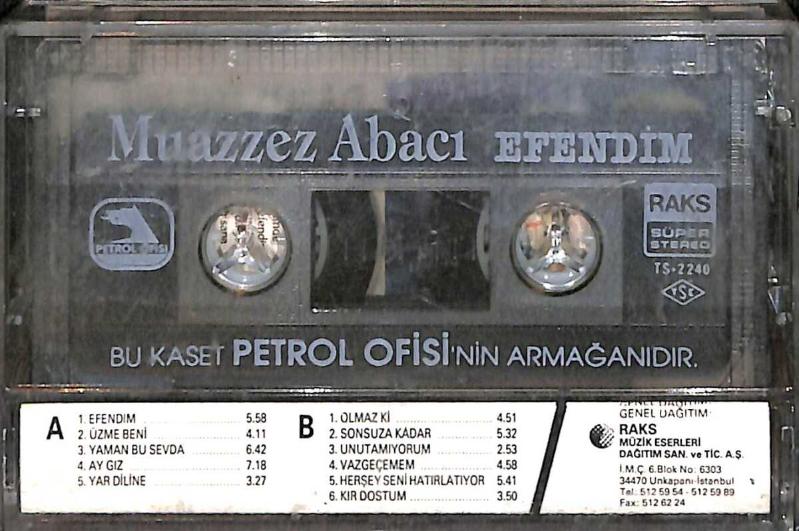 Muazzez Abacı EFENDİM
PETROL OFİSİ
RAKS
SÜPER
STEREO
TS-2240
TSE
BU KASET PETROL OFİSİ'NİN ARMAĞANIDIR.
A
1. EFENDIM 5.58
2. ÜZME BENİ 4.11
3. YAMAN BU SEVDA 6.42
4. AY GIZ 7.18
5. YAR DİLİNE 3.27
B
1. OLMAZ Kİ 4.51
2. SONSUZA KADAR 5.32
3. UNUTAMIYORUM 2.53
4. VAZGEÇEMEM 4.58
5. HERŞEY SENİ HATIRLATIYOR 5.41
6. KIR DOSTUM 3.50
GENEL DAĞITIM:
RAKS
MÜZİK ESERLERİ
DAĞITIM SAN. ve TİC. A.Ş.
İ.M.Ç. 6.Blok No: 6303
34470 Unkapanı-İstanbul
Tel: 512 59 54 - 512 59 89
Fax: 512 62 24